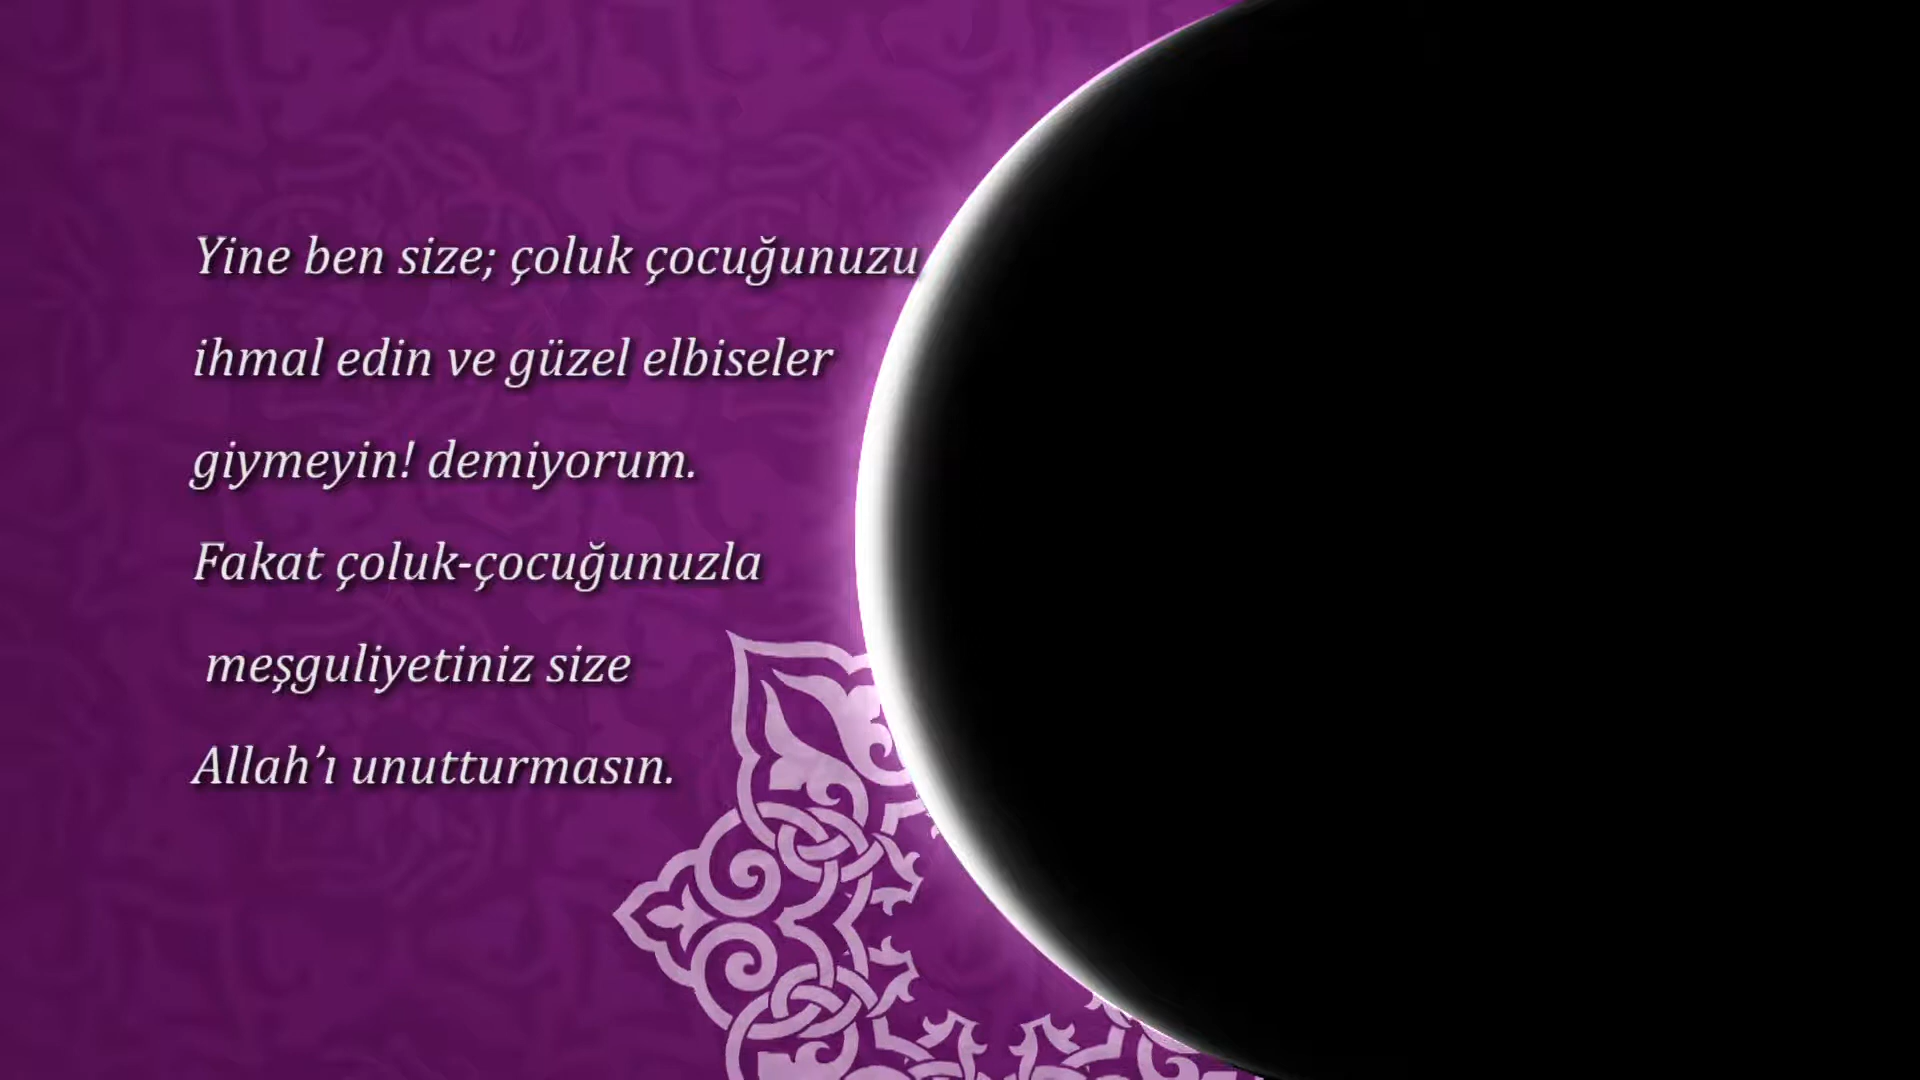 Yine ben size; çoluk çocuğunuzu,
ihmal edin ve güzel elbiseler
giymeyin! demiyorum.
Fakat çoluk-çocuğunuzla
meşguliyetiniz size
Allah’ı unutturmasın.